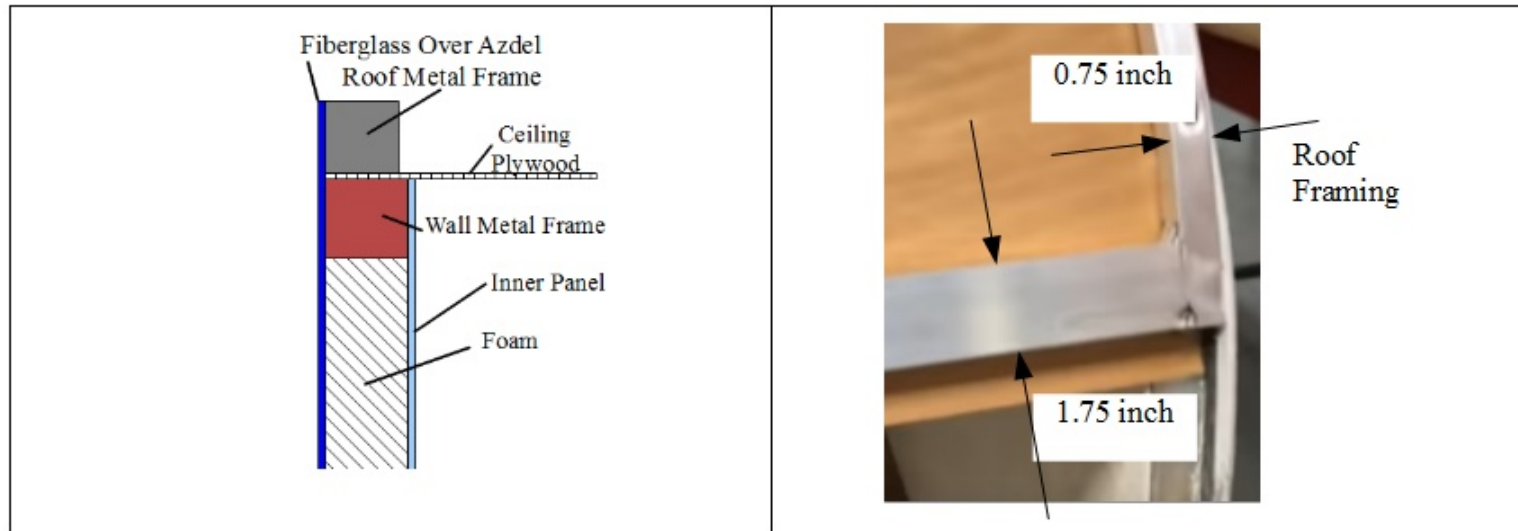 Fiberglass Over Azdel
Roof Metal Frame
Ceiling
Plywood
Wall Metal Frame
Inner Panel
Foam
0.75 inch
Roof
Framing
1.75 inch